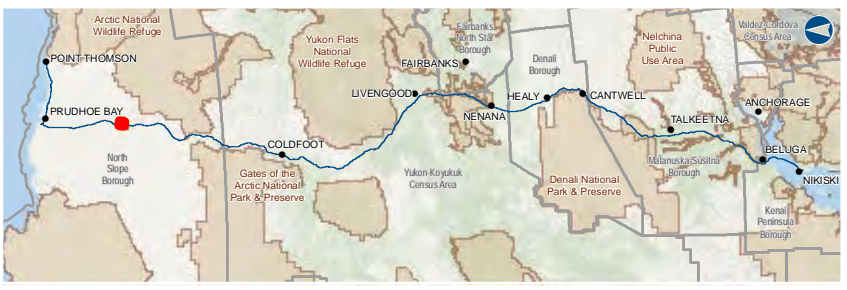 Arctic National
Wildlife Refuge
Yukon Flats
National
Wildlife Refuge
Fairbanks
North Star
Borough
Denali
Borough
Nelchina
Public
Use Area
Valdez-Cordova
Census Area
POINT THOMSON
PRUDHOE BAY
FAIRBANKS
LIVENGOOD
NENANA
HEALY
CANTWELL
TALKEETNA
ANCHORAGE
COLDFOOT
BELUGA
NIKISKI
North
Slope
Borough
Gates of the
Arctic National
Park & Preserve
Yukon-Koyukuk
Census Area
Denali National
Park & Preserve
Matanuska-Susitna
Borough
Kenai
Peninsula
Borough